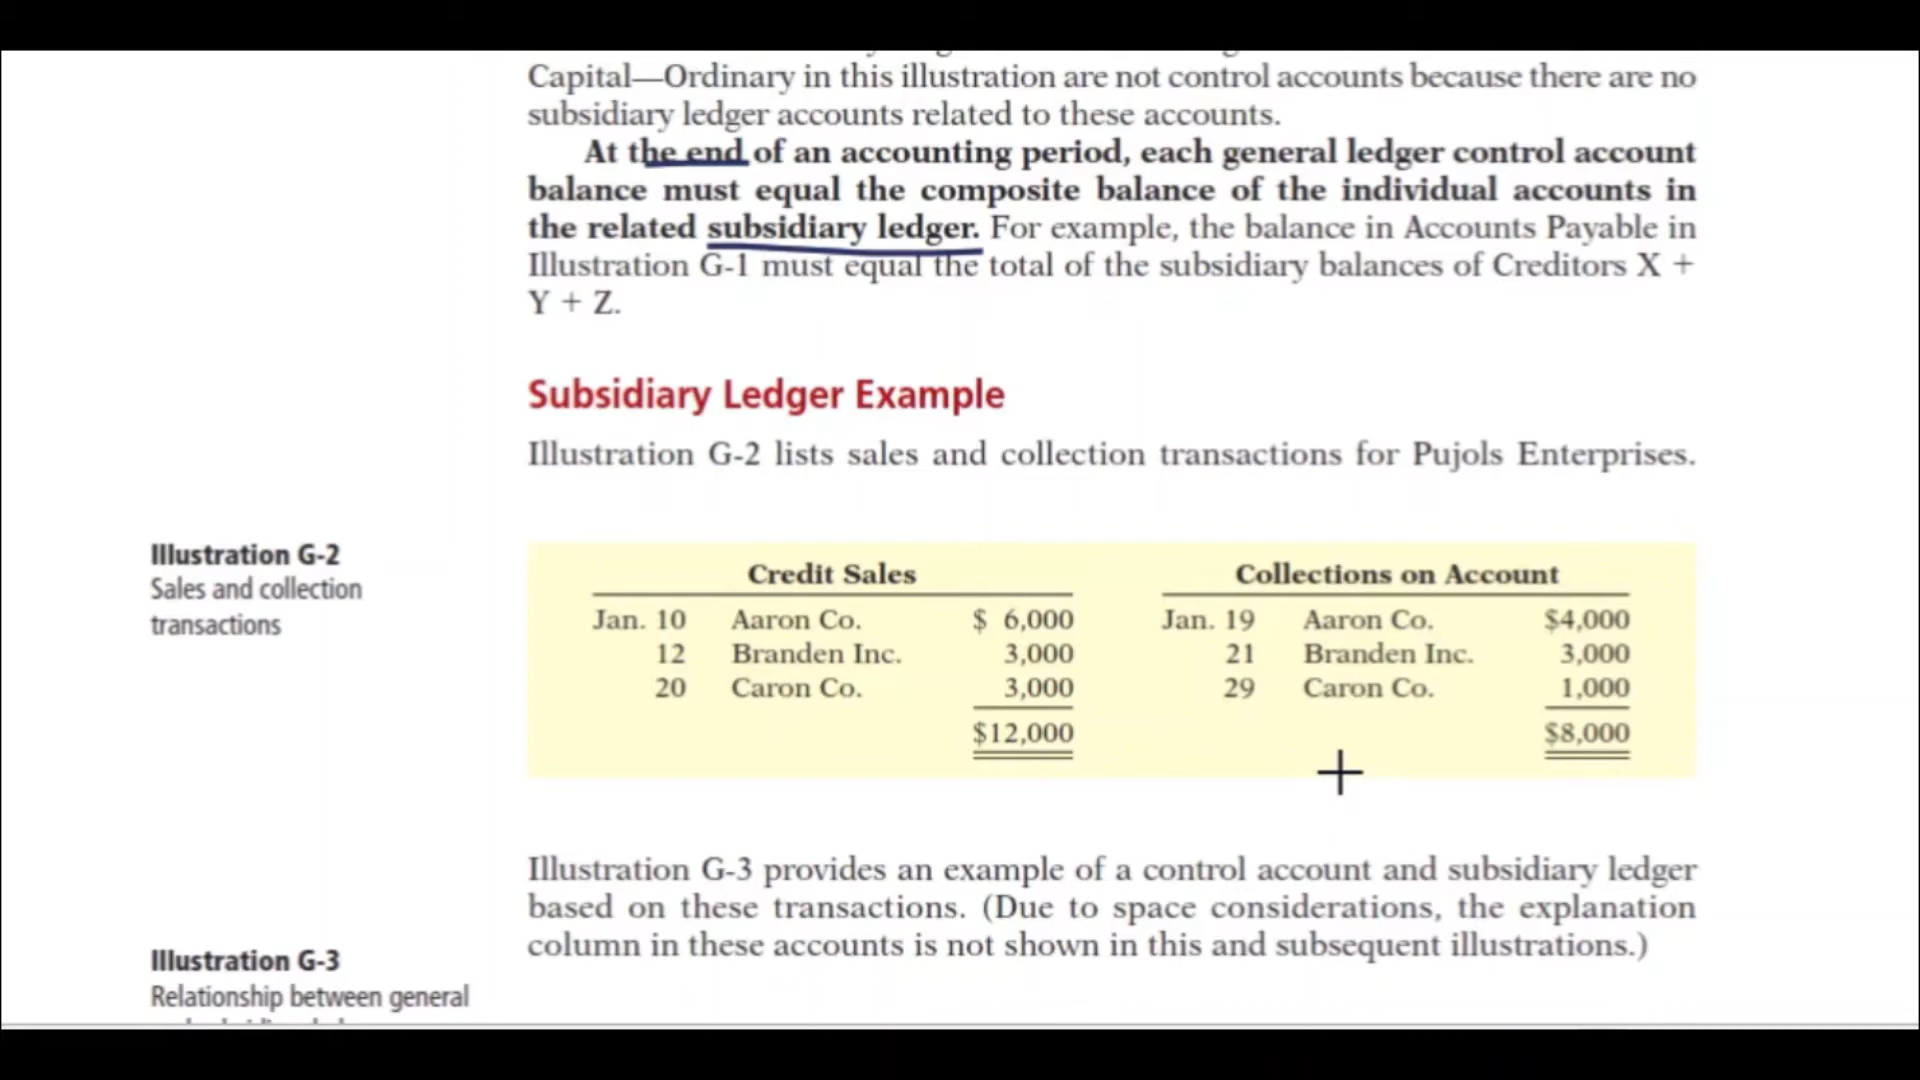 Capital—Ordinary in this illustration are not control accounts because there are no
subsidiary ledger accounts related to these accounts.
At the end of an accounting period, each general ledger control account
balance must equal the composite balance of the individual accounts in
the related subsidiary ledger. For example, the balance in Accounts Payable in
Illustration G-1 must equal the total of the subsidiary balances of Creditors X +
Y + Z.
Subsidiary Ledger Example
Illustration G-2 lists sales and collection transactions for Pujols Enterprises.
Illustration G-2
Sales and collection
transactions
Credit Sales Collections on Account
Jan. 10 Aaron Co. $ 6,000 Jan. 19 Aaron Co. $4,000
12 Branden Inc. 3,000 21 Branden Inc. 3,000
20 Caron Co. 3,000 29 Caron Co. 1,000
$12,000 $8,000
Illustration G-3 provides an example of a control account and subsidiary ledger
based on these transactions. (Due to space considerations, the explanation
column in these accounts is not shown in this and subsequent illustrations.)
Illustration G-3
Relationship between general